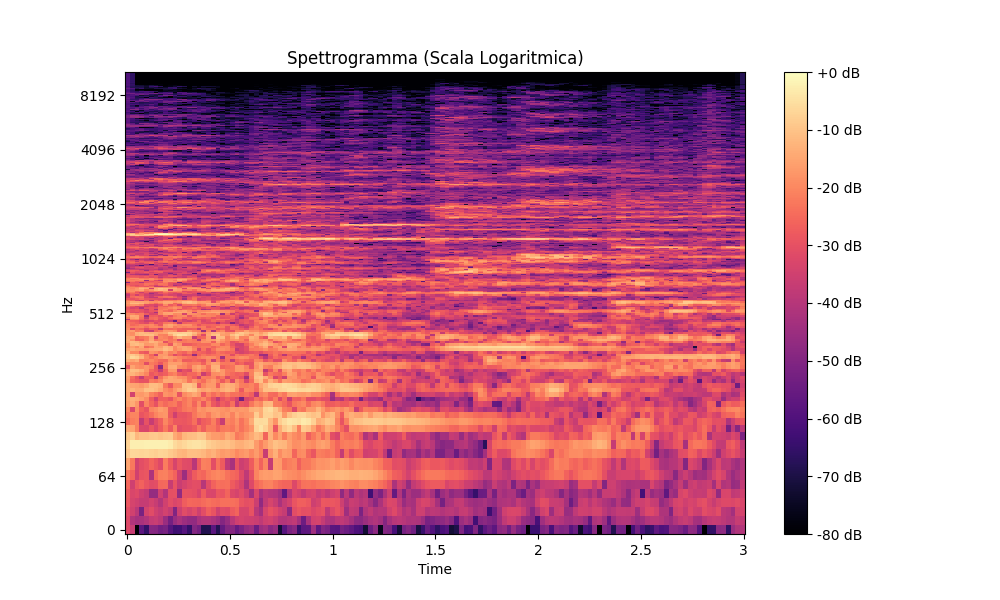 Spettrogramma (Scala Logaritmica)
8192
4096
2048
1024
512
256
128
64
0
Hz
0
0.5
1
1.5
2
2.5
3
Time
+0 dB
-10 dB
-20 dB
-30 dB
-40 dB
-50 dB
-60 dB
-70 dB
-80 dB